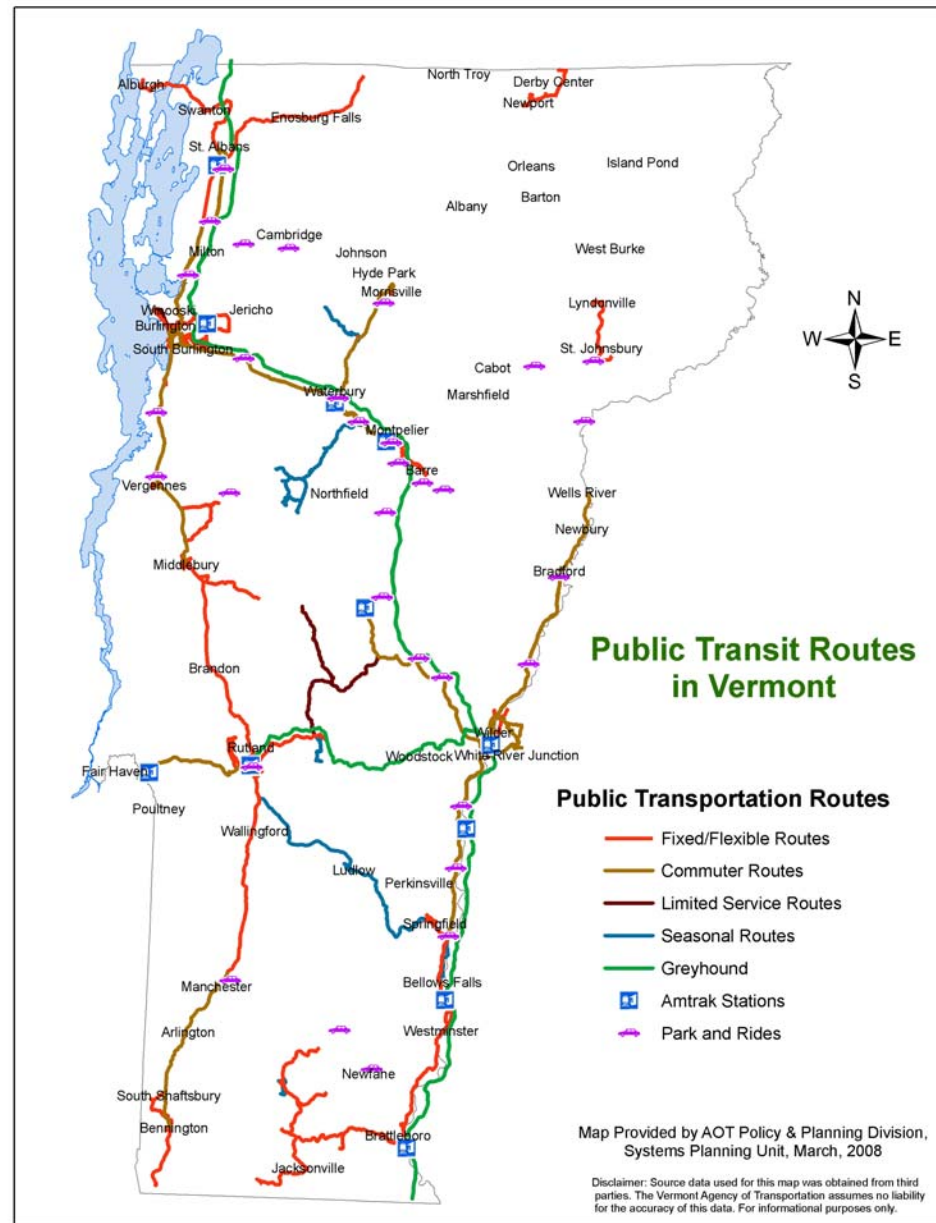 North Troy
Derby Center
Alburgh
Newport
Swanton
Enosburg Falls
St. Albans
Island Pond
Orleans
Barton
Albany
Cambridge
West Burke
Milton
Johnson
Hyde Park
Morrisville
Lyndonville
Winooski
Jericho
Burlington
South Burlington
St. Johnsbury
Cabot
Waterbury
Marshfield
Montpelier
Barre
Vergennes
Northfield
Wells River
Newbury
Middlebury
Bradford
Brandon
Wilder
Rutland
Woodstock
White River Junction
Fair Haven
Poultney
Wallingford
Ludlow
Perkinsville
Springfield
Manchester
Bellows Falls
Arlington
Westminster
Newfane
South Shaftsbury
Bennington
Brattleboro
Jacksonville
N
W
E
S
Public Transit Routes
in Vermont
Public Transportation Routes
Fixed/Flexible Routes
Commuter Routes
Limited Service Routes
Seasonal Routes
Greyhound
Amtrak Stations
Park and Rides
Map Provided by AOT Policy & Planning Division,
Systems Planning Unit, March, 2008
Disclaimer: Source data used for this map was obtained from third
parties. The Vermont Agency of Transportation assumes no liability
for the accuracy of this data. For informational purposes only.